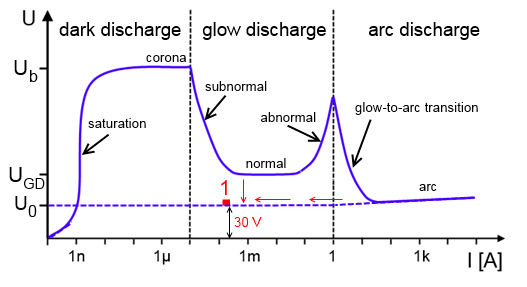 U
dark discharge
glow discharge
arc discharge
corona
U_b
subnormal
abnormal
glow-to-arc transition
saturation
normal
U_GD
1
arc
U_0
30 V
1n
1µ
1m
1
1k
I [A]